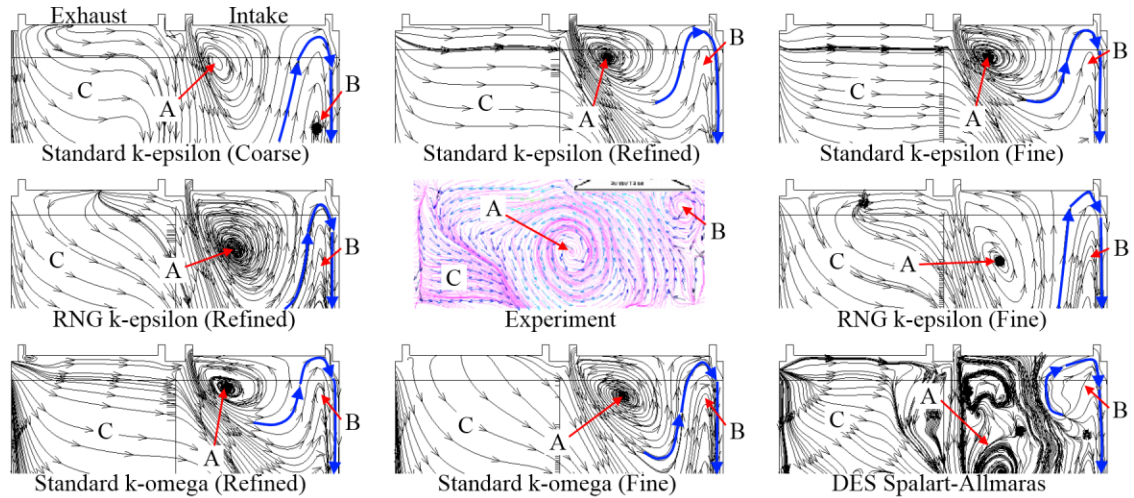 Exhaust Intake
A
B
C
Standard k-epsilon (Coarse)
A
B
C
Standard k-epsilon (Refined)
A
B
C
Standard k-epsilon (Fine)
A
B
C
RNG k-epsilon (Refined)
A
B
C
Experiment
A
B
C
RNG k-epsilon (Fine)
A
B
C
Standard k-omega (Refined)
A
B
C
Standard k-omega (Fine)
A
B
C
DES Spalart-Allmaras